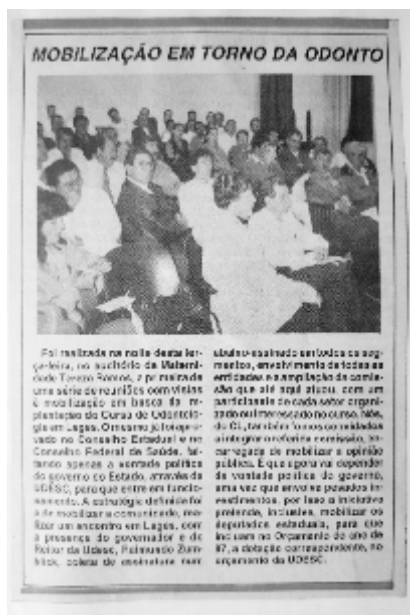 MOBILIZAÇÃO EM TORNO DA ODONTO
Foi realizada na noite desta ter-
ça-feira, no auditório da Materni-
dade Tereza Ramos, a primeira de
uma série de reuniões com vistas
à mobilização em busca da im-
plantação do Curso de Odontolo-
gia em Lages. O mesmo já foi apro-
vado no Conselho Estadual e no
Conselho Federal de Saúde, fal-
tando apenas a vontade política
do governo do Estado, através da
UDESC, para que entre em funcio-
namento. A estratégia definida foi
a de mobilizar a comunidade, rea-
lizar um encontro em Lages, com
a presença do governador e do
Reitor da Udesc, Raimundo Zum-
blick, coleta de assinatura num
abaixo-assinado em todos os seg-
mentos, envolvimento de todas as
entidades e a ampliação da comis-
são que até aqui atuou, com um
participante de cada setor organi-
zado ou interessado no curso. Nós,
do CL, também fomos convidados
a integrar a referida comissão, en-
carregada de mobilizar a opinião
pública. É que agora vai depender
da vontade política do governo,
uma vez que envolve pesados in-
vestimentos, por isso a iniciativa
pretende, inclusive, mobilizar os
deputados estaduais, para que
incluam no Orçamento do ano de
97, a dotação correspondente, no
orçamento da UDESC.